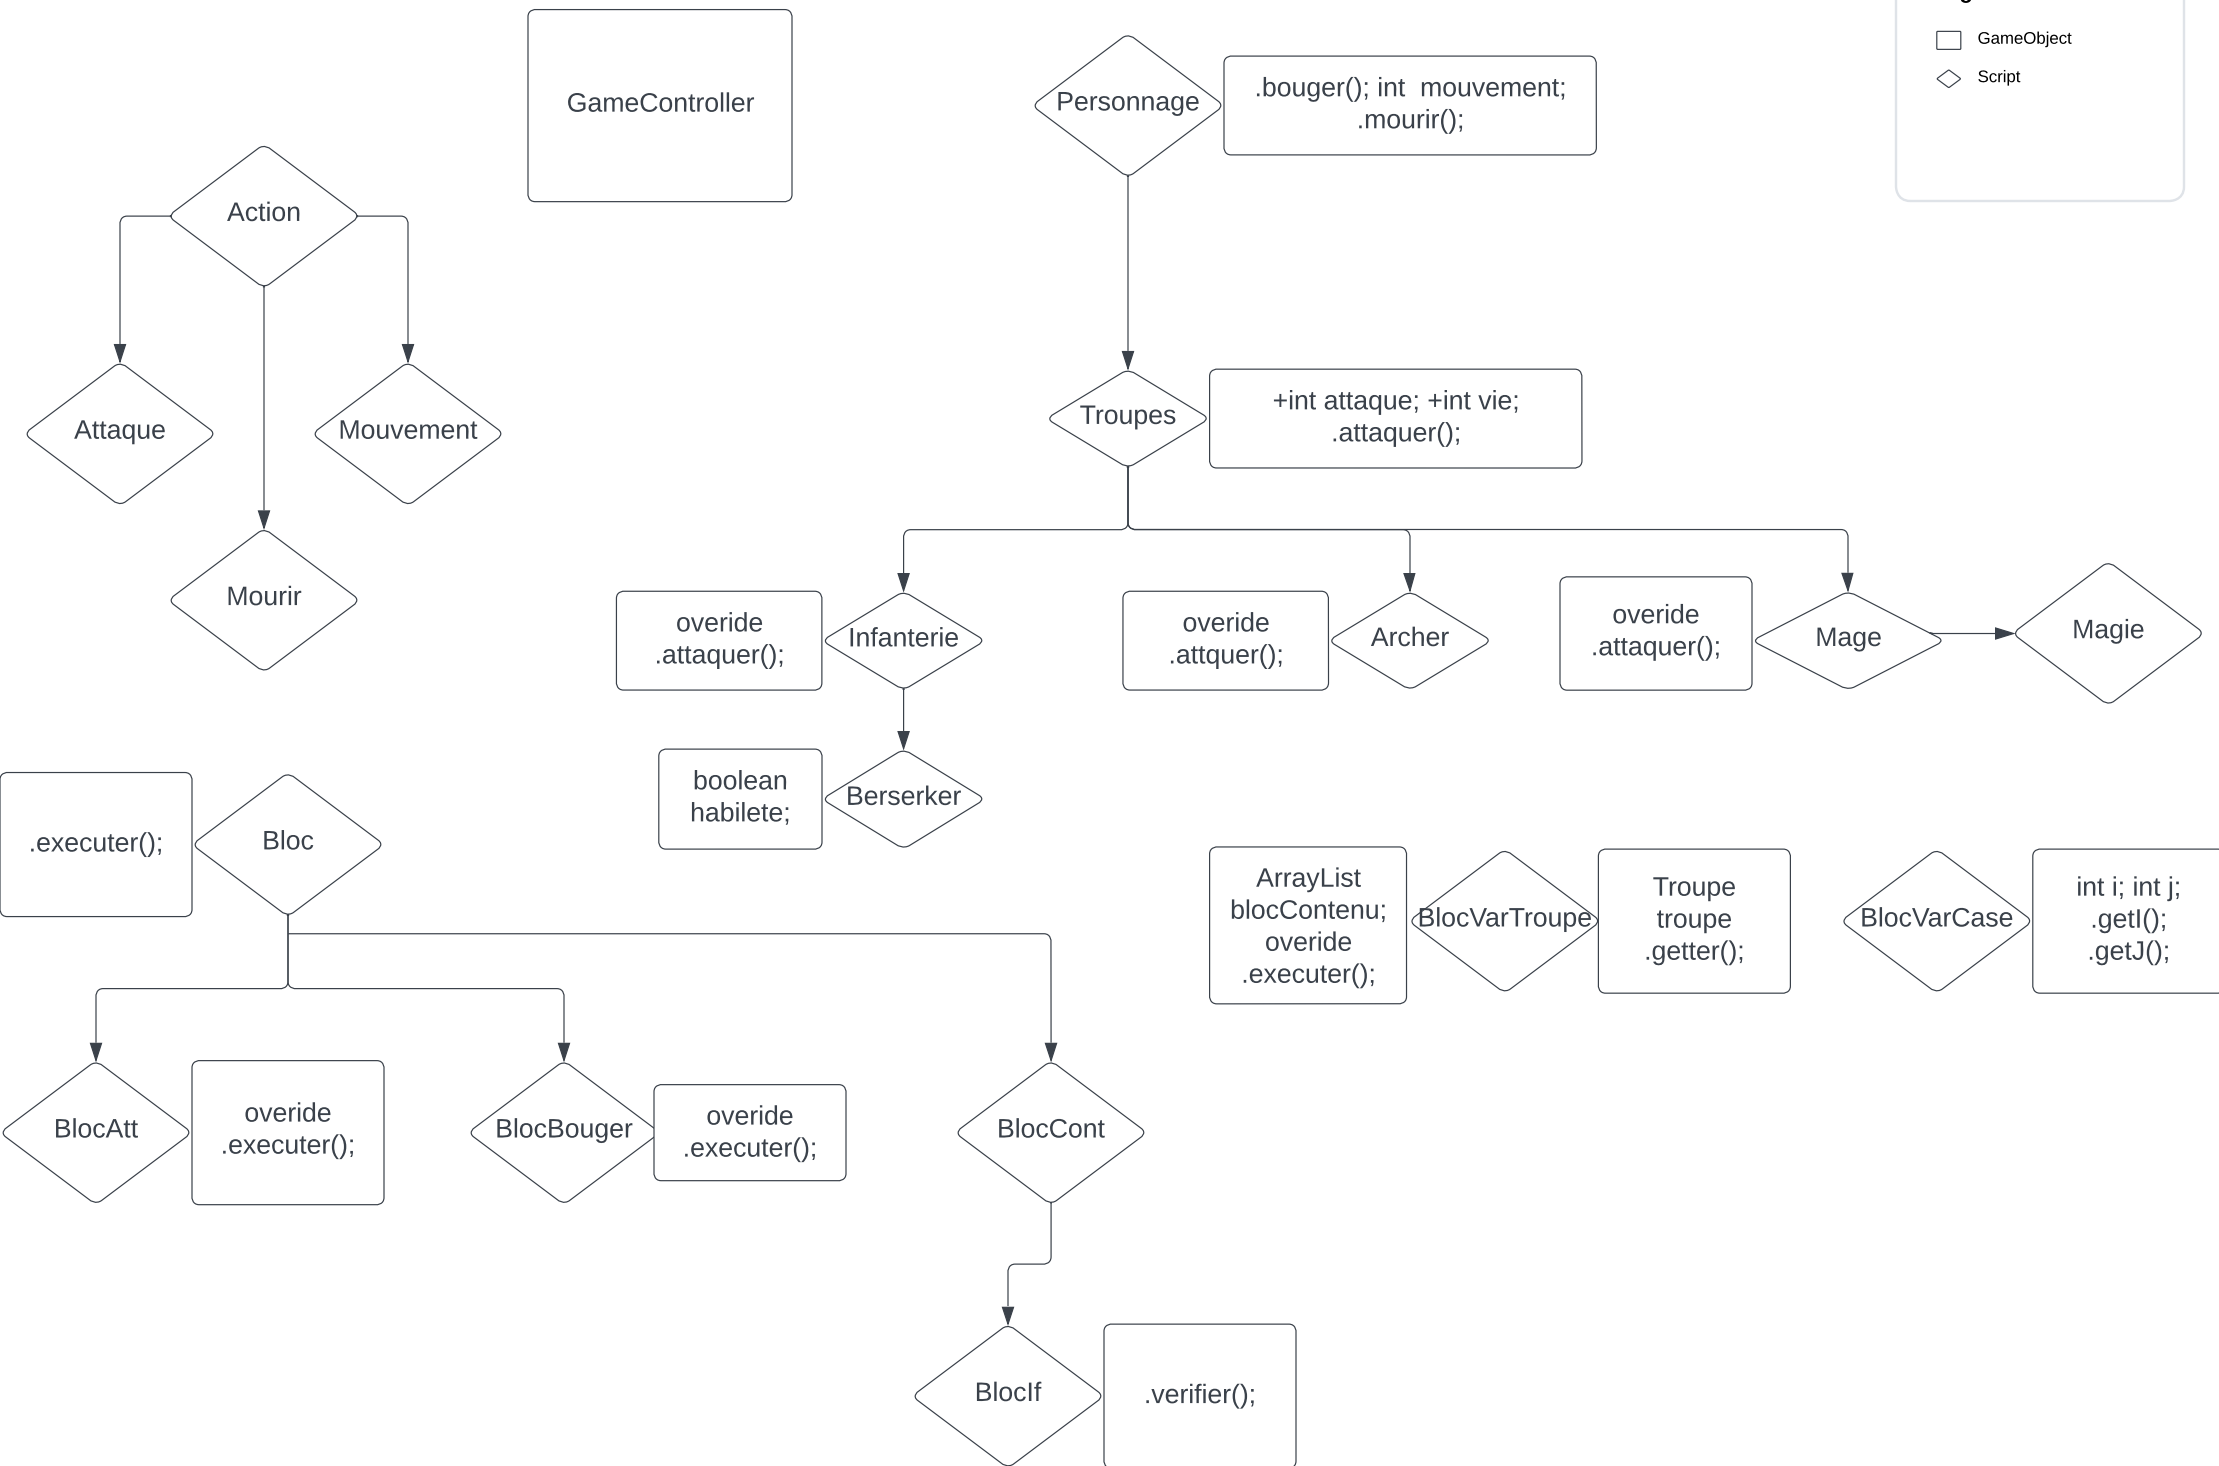 GameObject
Script
GameController
Personnage
.bouger(); int  mouvement;
.mourir();
Action
Attaque
Mouvement
Mourir
Troupes
+int attaque; +int vie;
.attaquer();
overide
.attaquer();
Infanterie
overide
.attquer();
Archer
overide
.attaquer();
Mage
Magie
boolean
habilete;
Berserker
.executer();
Bloc
ArrayList
blocContenu;
overide
.executer();
BlocVarTroupe
Troupe
troupe
.getter();
BlocVarCase
int i; int j;
.getI();
.getJ();
BlocAtt
overide
.executer();
BlocBouger
overide
.executer();
BlocCont
BlocIf
.verifier();